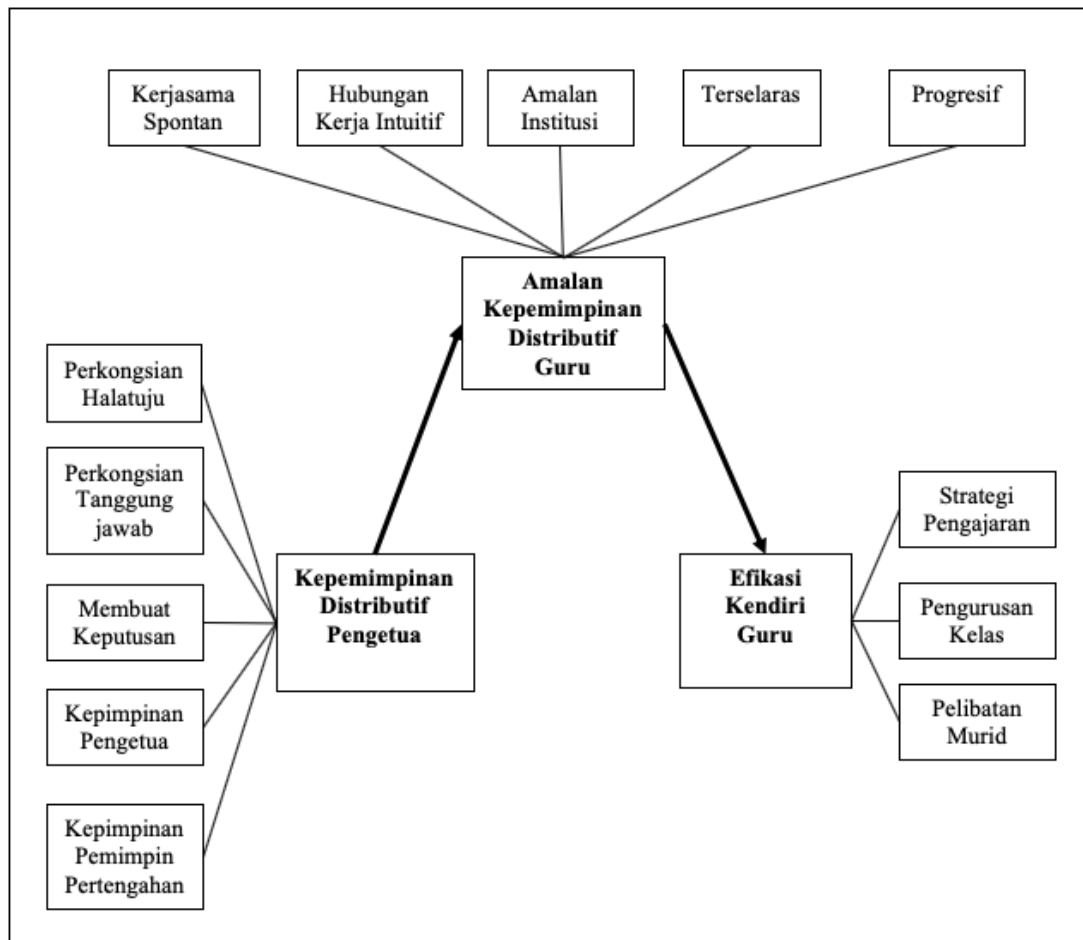 Kerjasama
Spontan
Hubungan
Kerja Intuitif
Amalan
Institusi
Terselaras
Progresif
Amalan
Kepemimpinan
Distributif
Guru
Perkongsian
Halatuju
Perkongsian
Tanggung
jawab
Membuat
Keputusan
Kepimpinan
Pengetua
Kepimpinan
Pemimpin
Pertengahan
Kepemimpinan
Distributif
Pengetua
Efikasi
Kendiri
Guru
Strategi
Pengajaran
Pengurusan
Kelas
Pelibatan
Murid